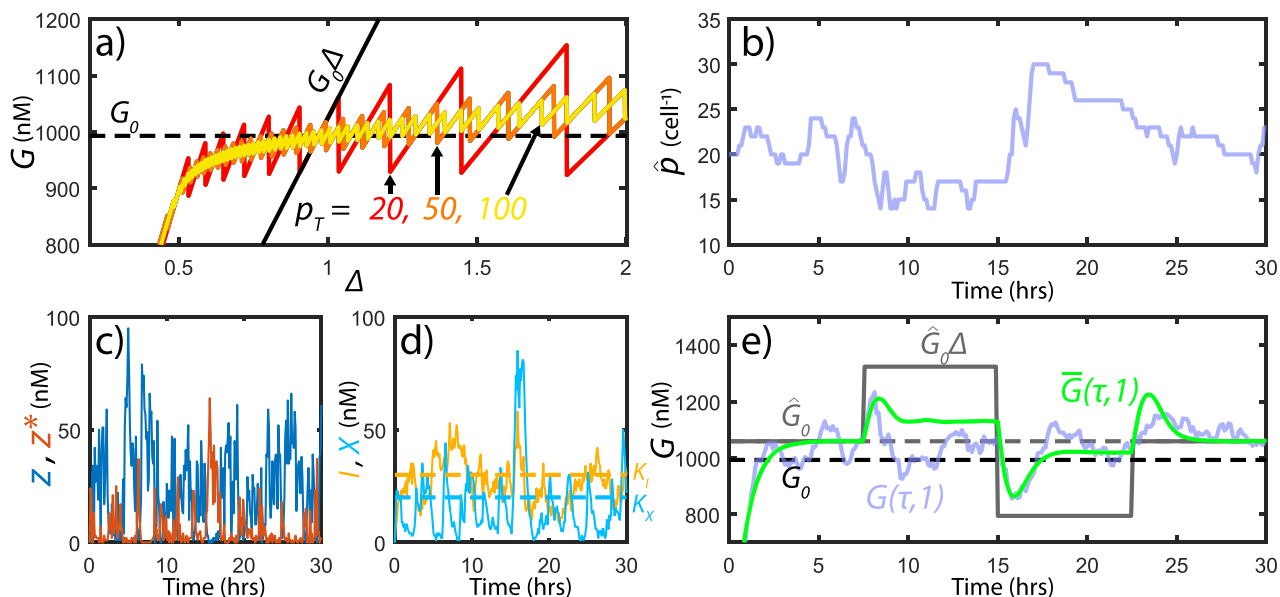 a)
G (nM)
1200
1100
1000
900
800
G₀
G₀Δ
p_T = 20, 50, 100
0.5
1
1.5
2
Δ
b)
p̂ (cell⁻¹)
35
30
25
20
15
10
0
5
10
15
20
25
30
Time (hrs)
c)
Z, Z* (nM)
100
50
0
0
10
20
30
Time (hrs)
d)
I, X (nM)
100
50
0
K_I
K_X
0
10
20
30
Time (hrs)
e)
G (nM)
1400
1200
1000
800
Ĝ₀Δ
Ĝ₀
G₀
G(τ,1)
G̅(τ,1)
0
5
10
15
20
25
30
Time (hrs)